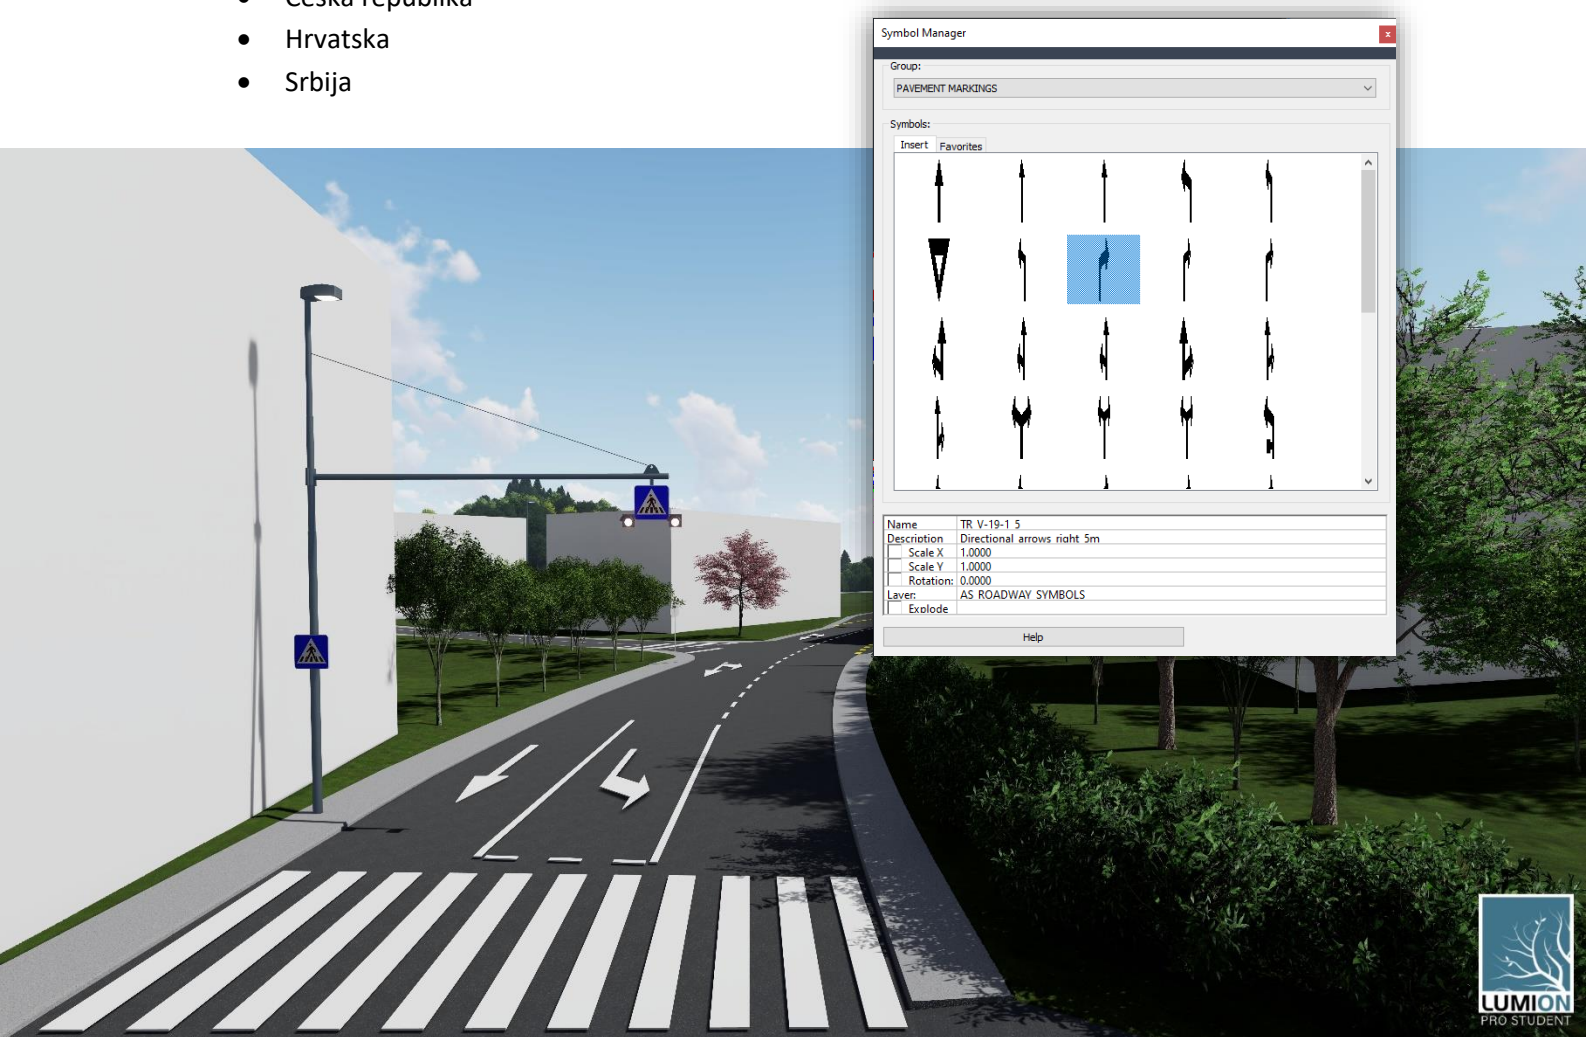 Česká republika
Hrvatska
Srbija
Symbol Manager
Group:
PAVEMENT MARKINGS
Symbols:
Insert Favorites
Name TR V-19-1 5
Description Directional arrows right 5m
Scale X 1.0000
Scale Y 1.0000
Rotation: 0.0000
Layer: AS ROADWAY SYMBOLS
Explode
Help
LUMION
PRO STUDENT